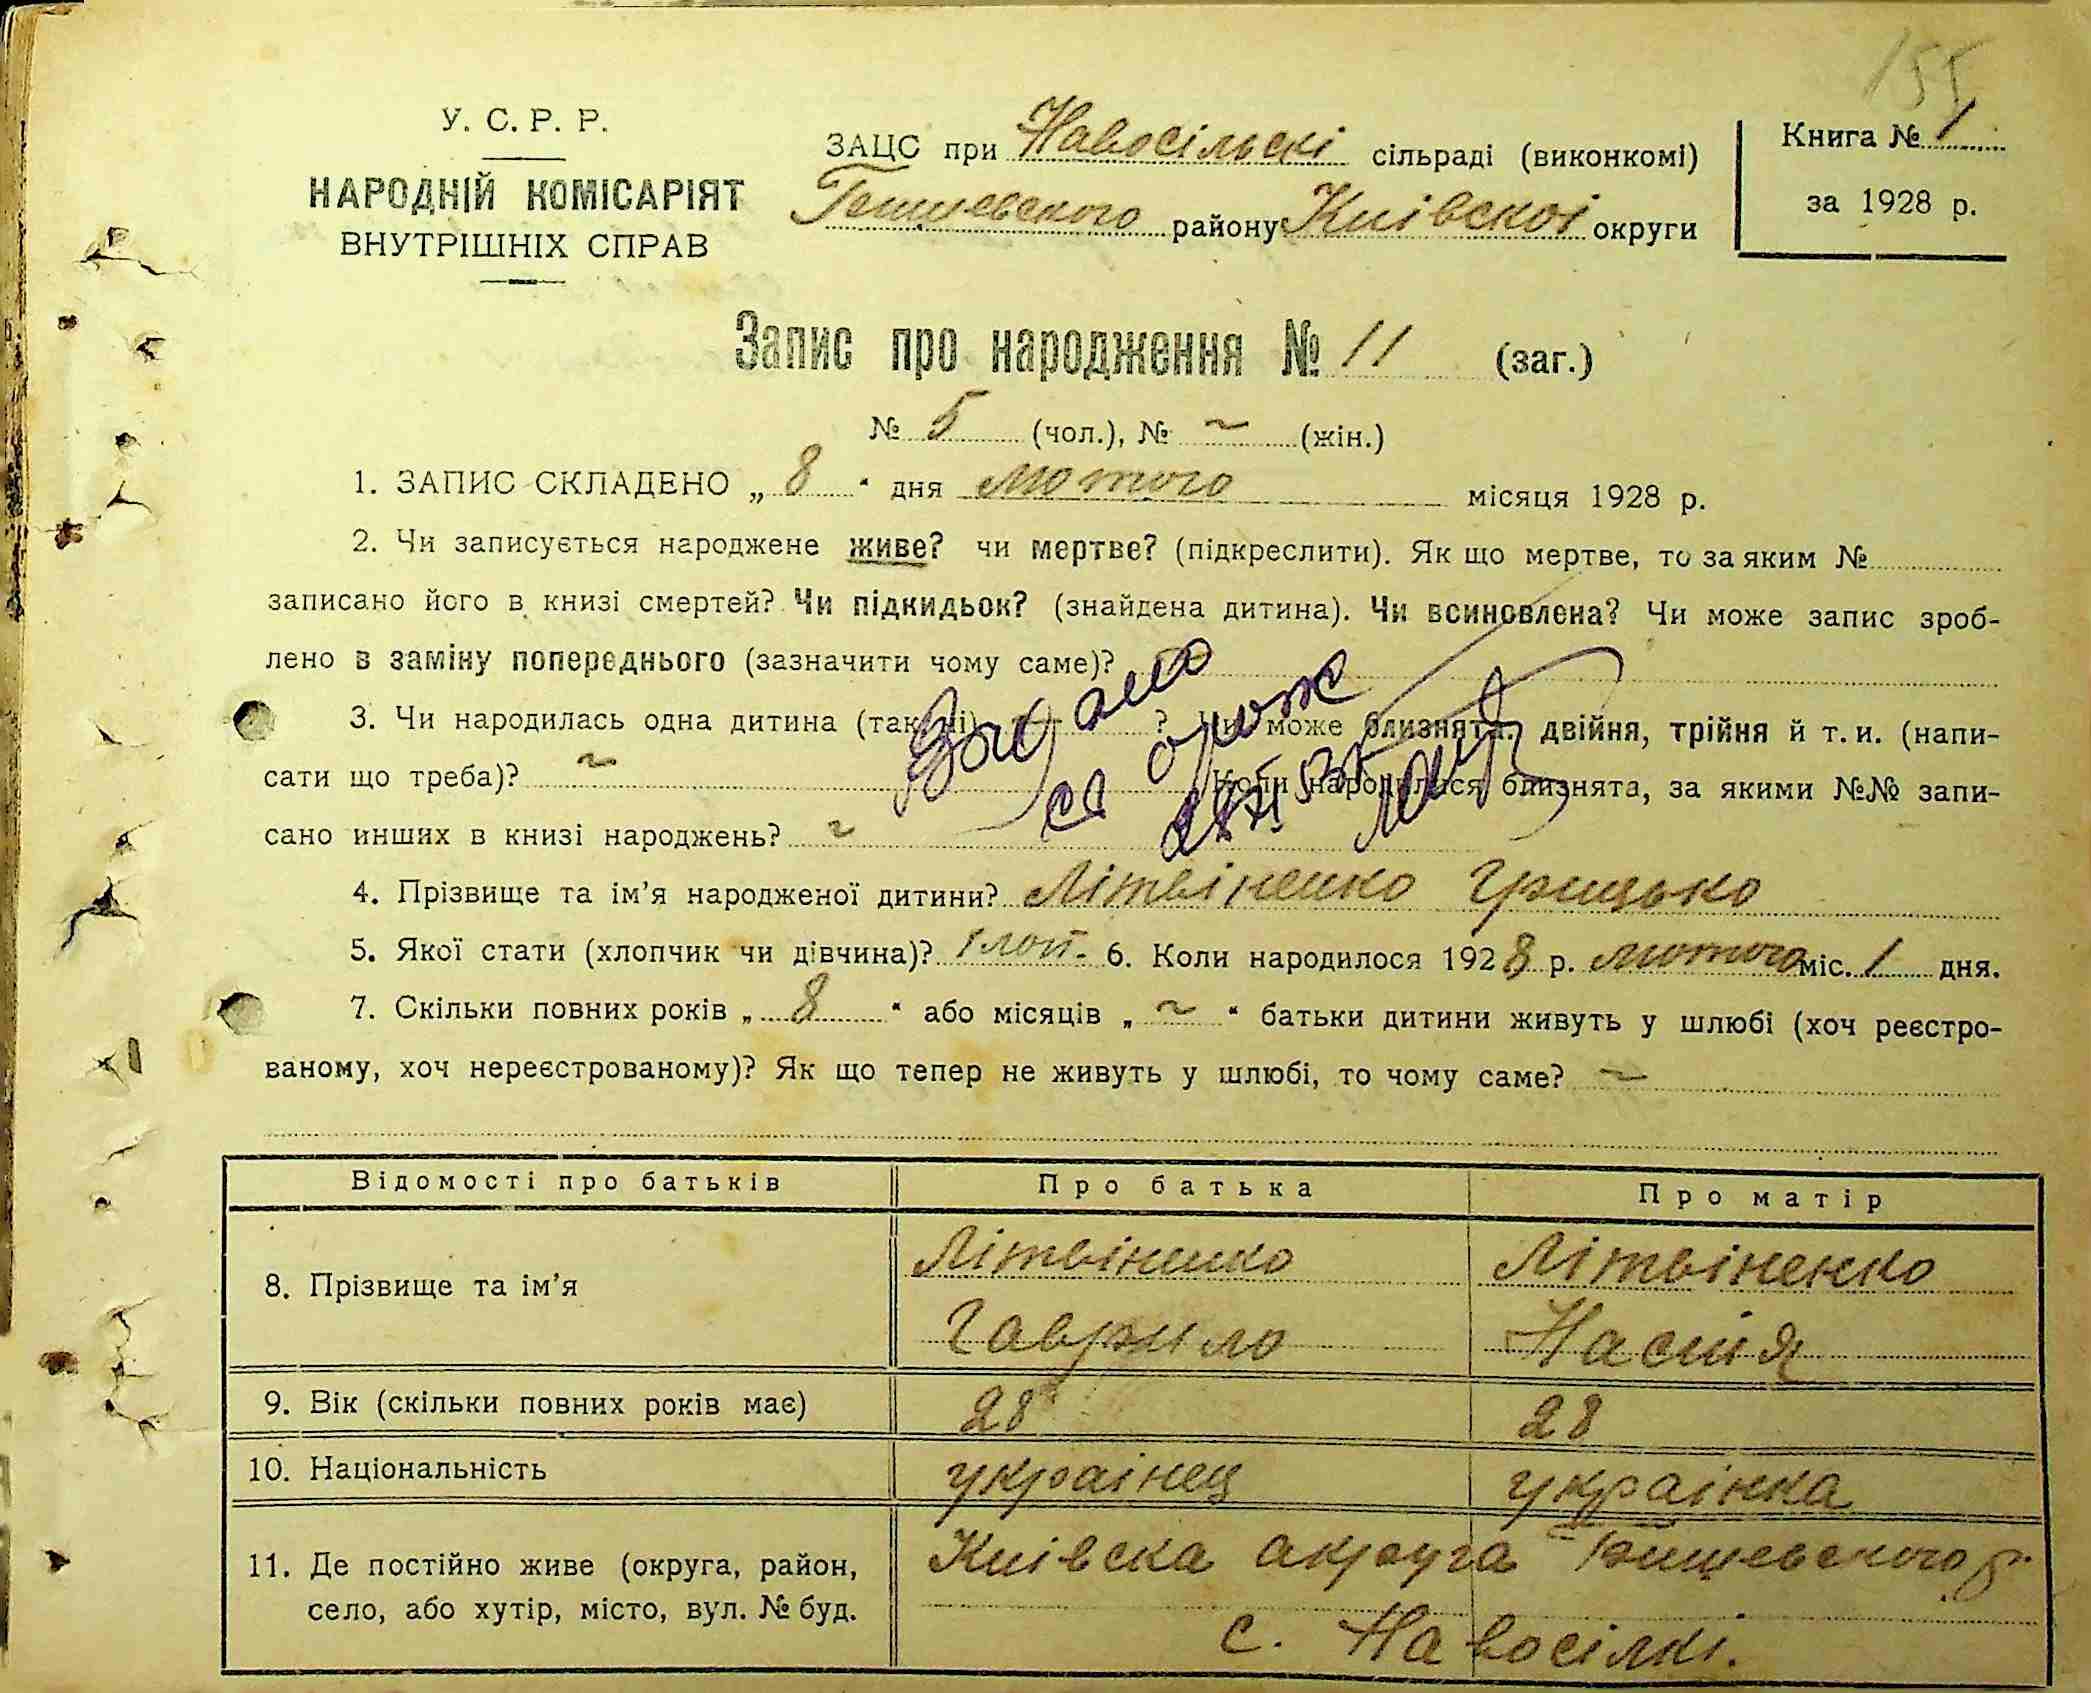 155
У. С. Р. Р.
НАРОДНІЙ КОМІСАРІЯТ
ВНУТРІШНІХ СПРАВ
ЗАЦС при Навосільскі сільраді (виконкомі)
району Киівскоі округи
Книга № 1
за 1928 р.
Запис про народження № 11 (заг.)
№ 5 (чол.), № ~ (жін.)
1. ЗАПИС СКЛАДЕНО „ 8 “ дня лютого місяця 1928 р.
2. Чи записується народжене живе? чи мертве? (підкреслити). Як що мертве, то за яким №
записано його в книзі смертей? Чи підкидьок? (знайдена дитина). Чи всиновлена? Чи може запис зроб-
лено в заміну попереднього (зазначити чому саме)?
3. Чи народилась одна дитина (так, ні) ? Чи може близнята: двійня, трійня й т. и. (напи-
сати що треба)? ~ Коли народилися близнята, за якими №№ запи-
сано инших в книзі народжень? ~
4. Прізвище та ім’я народженої дитини? Літвіненко Грицько
5. Якої стати (хлопчик чи дівчина)? 6. Коли народилося 1928 р. лютого міс. 1 дня.
7. Скільки повних років „ 8 “ або місяців „ ~ “ батьки дитини живуть у шлюбі (хоч реєстро-
ваному, хоч нереєстрованому)? Як що тепер не живуть у шлюбі, то чому саме? ~
Відомості про батьків Про батька Про матір
8. Прізвище та ім’я Літвіненко Літвіненко
Гаврило Настя
9. Вік (скільки повних років має) 28 28
10. Національність українец українка
11. Де постійно живе (округа, район, Киівска акруга р.
село, або хутір, місто, вул. № буд. с. Навосілкі.